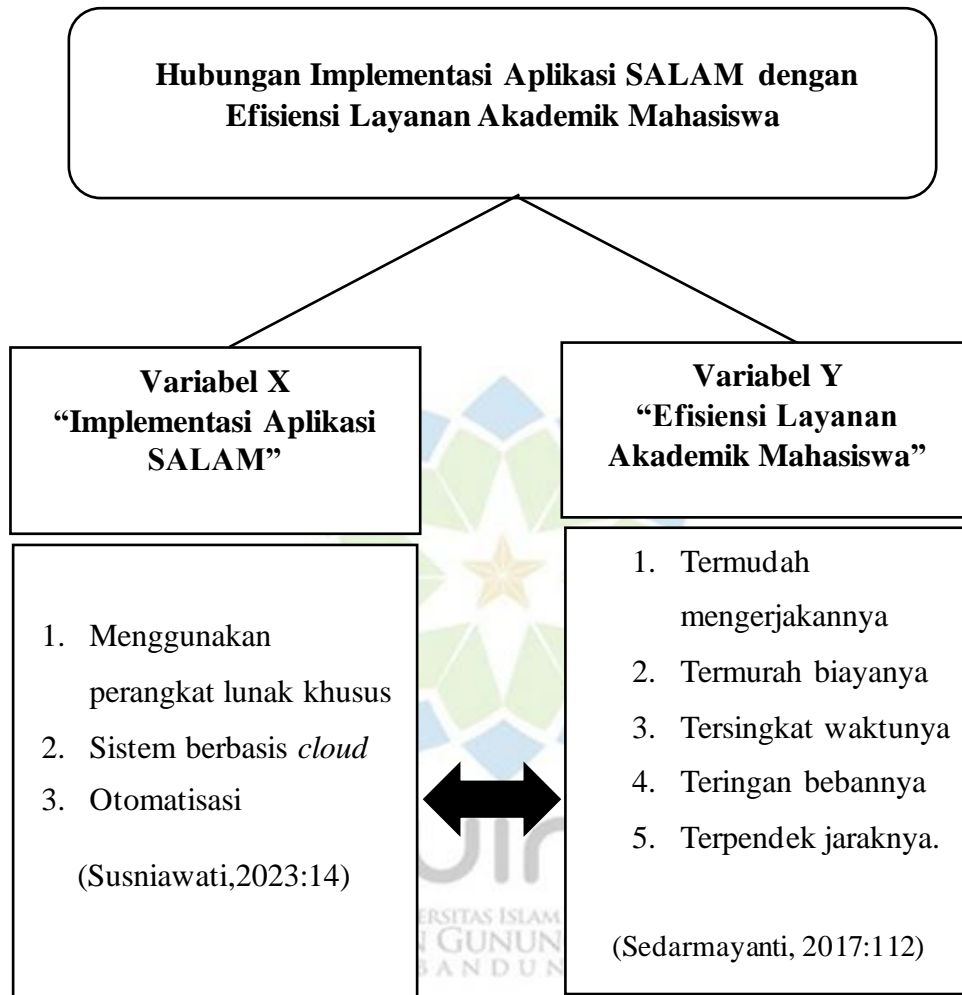 Hubungan Implementasi Aplikasi SALAM dengan
Efisiensi Layanan Akademik Mahasiswa
Variabel X
“Implementasi Aplikasi
SALAM”
1. Menggunakan
perangkat lunak khusus
2. Sistem berbasis cloud
3. Otomatisasi
(Susniawati,2023:14)
Variabel Y
“Efisiensi Layanan
Akademik Mahasiswa”
1. Termudah
mengerjakannya
2. Termurah biayanya
3. Tersingkat waktunya
4. Teringan bebannya
5. Terpendek jaraknya.
(Sedarmayanti, 2017:112)